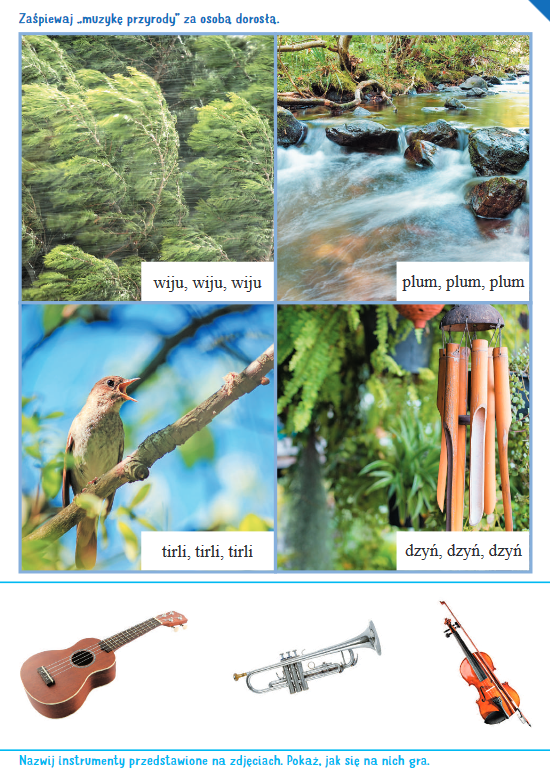 Zaśpiewaj „muzykę przyrody” za osobą dorosłą.
wiju, wiju, wiju
plum, plum, plum
tirli, tirli, tirli
dzyń, dzyń, dzyń
Nazwij instrumenty przedstawione na zdjęciach. Pokaż, jak się na nich gra.